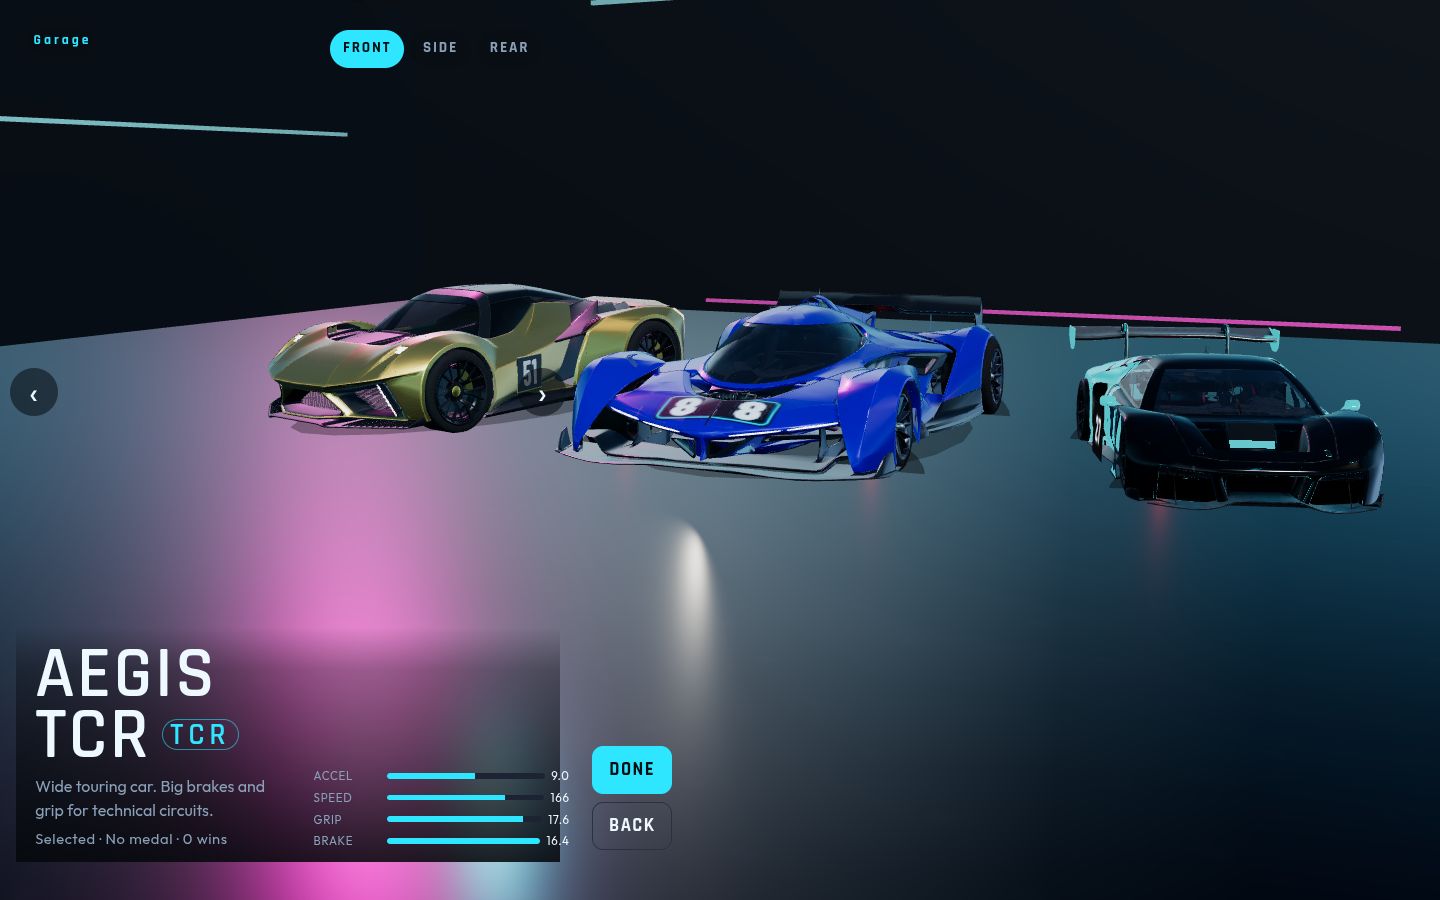 Garage
FRONT SIDE REAR
51
8 8
AEGIS
TCR TCR
Wide touring car. Big brakes and
grip for technical circuits.
Selected · No medal · 0 wins
ACCEL 9.0
SPEED 166
GRIP 17.6
BRAKE 16.4
DONE
BACK